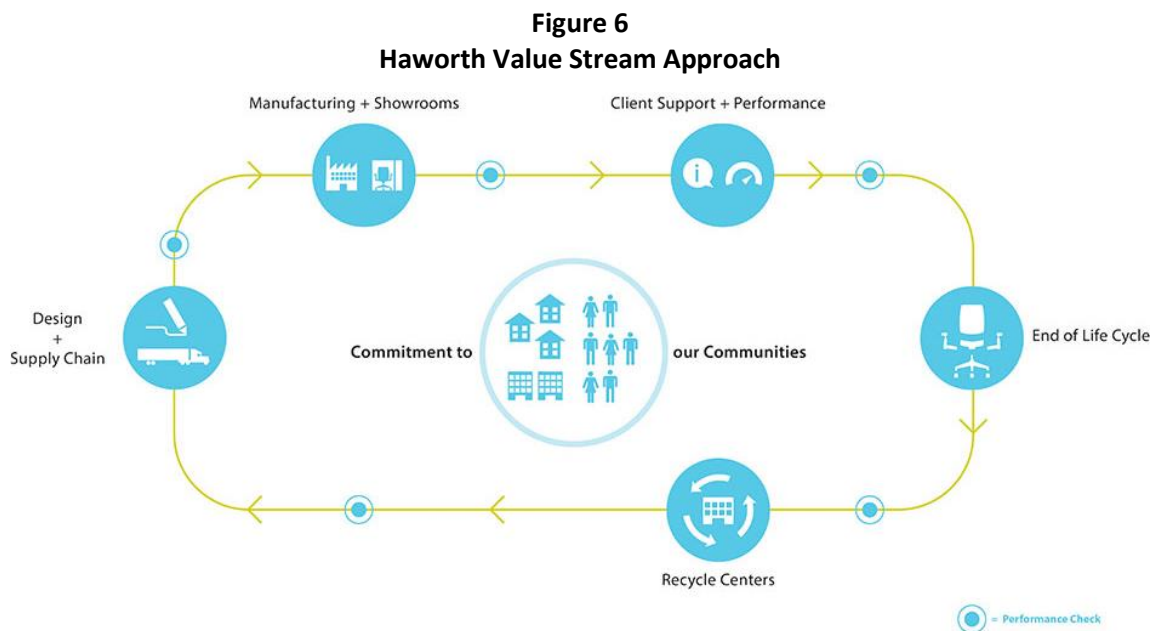 Figure 6
Haworth Value Stream Approach
Manufacturing + Showrooms
Client Support + Performance
Design
+
Supply Chain
Commitment to
our Communities
End of Life Cycle
Recycle Centers
= Performance Check